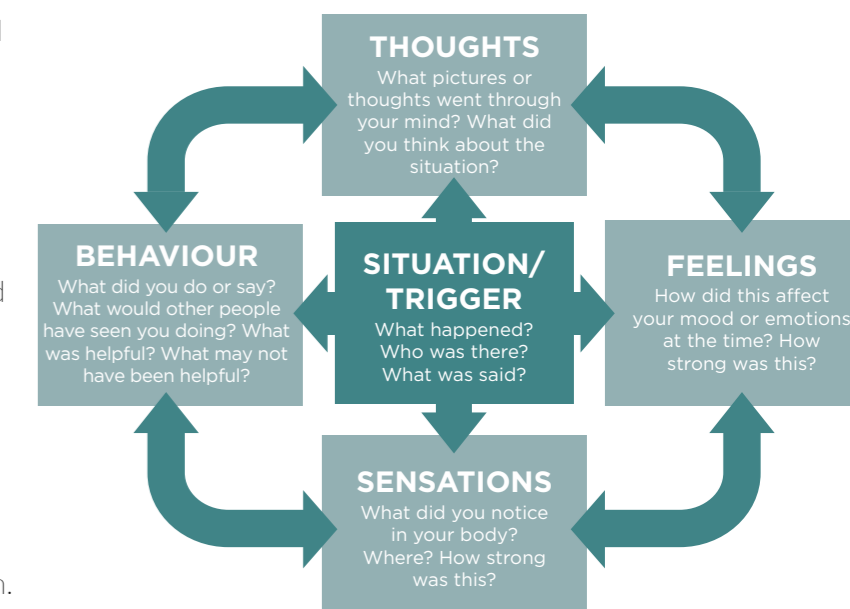 THOUGHTS
What pictures or
thoughts went through
your mind? What did
you think about the
situation?
BEHAVIOUR
What did you do or say?
What would other people
have seen you doing? What
was helpful? What may not
have been helpful?
SITUATION/
TRIGGER
What happened?
Who was there?
What was said?
FEELINGS
How did this affect
your mood or emotions
at the time? How
strong was this?
SENSATIONS
What did you notice
in your body?
Where? How strong
was this?